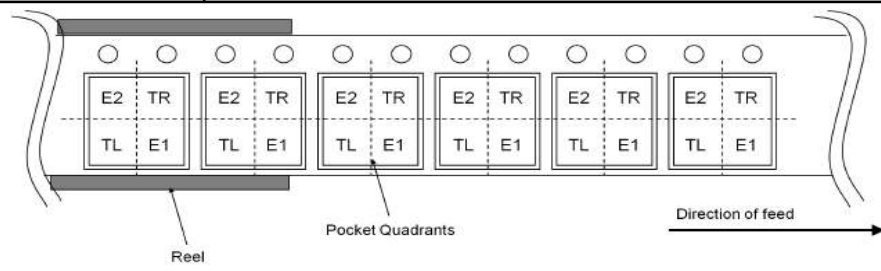 E2 TR E2 TR E2 TR E2 TR E2 TR E2 TR
TL E1 TL E1 TL E1 TL E1 TL E1 TL E1
Direction of feed
Pocket Quadrants
Reel